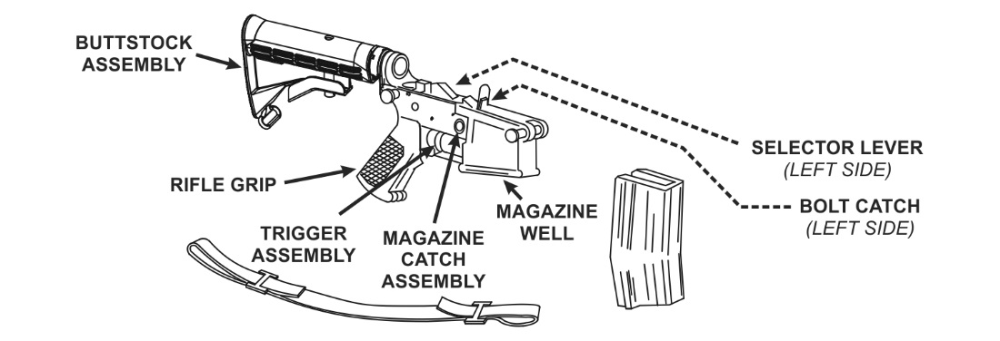 BUTTSTOCK
ASSEMBLY
SELECTOR LEVER
(LEFT SIDE)
RIFLE GRIP
BOLT CATCH
(LEFT SIDE)
MAGAZINE
WELL
TRIGGER
ASSEMBLY
MAGAZINE
CATCH
ASSEMBLY